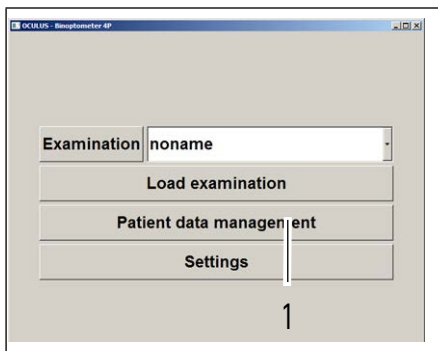 OCULUS - Binoptometer 4P
Examination noname
Load examination
Patient data management
Settings
1